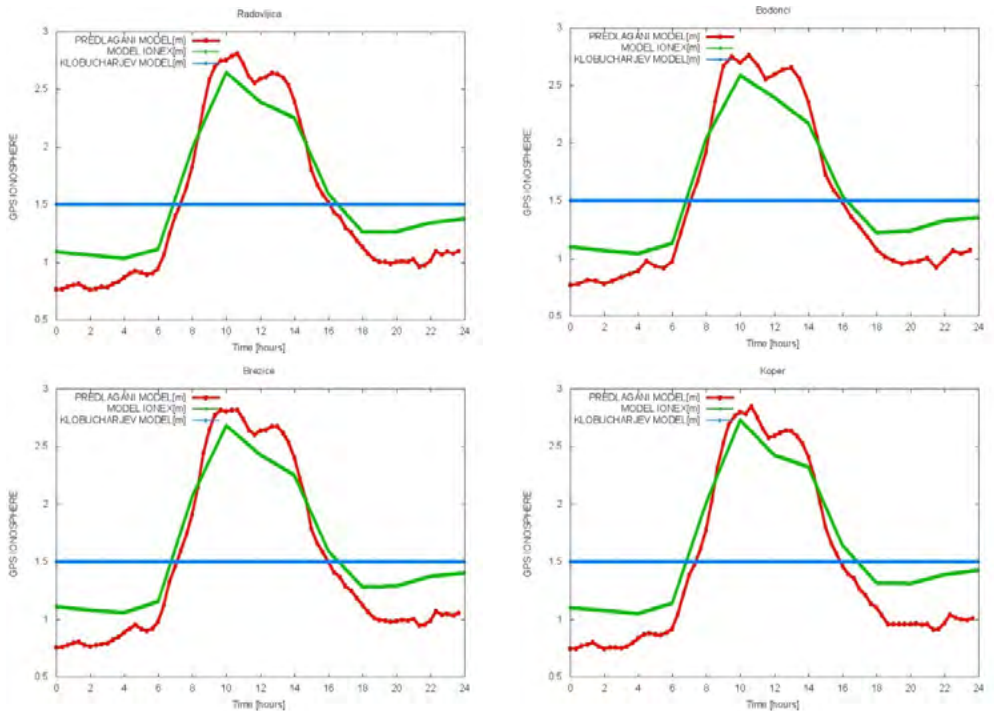 Radovljica
3
2.5
2
1.5
1
0.5
GPS IONOSPHERE
PREDLAGANI MODEL[m]
MODEL IONEX[m]
KLOBUCHARJEV MODEL[m]
0 2 4 6 8 10 12 14 16 18 20 22 24
Time [hours]
Bodonci
3
2.5
2
1.5
1
0.5
GPS IONOSPHERE
PREDLAGANI MODEL[m]
MODEL IONEX[m]
KLOBUCHARJEV MODEL[m]
0 2 4 6 8 10 12 14 16 18 20 22 24
Time [hours]
Brezice
3
2.5
2
1.5
1
0.5
GPS IONOSPHERE
PREDLAGANI MODEL[m]
MODEL IONEX[m]
KLOBUCHARJEV MODEL[m]
0 2 4 6 8 10 12 14 16 18 20 22 24
Time [hours]
Koper
3
2.5
2
1.5
1
0.5
GPS IONOSPHERE
PREDLAGANI MODEL[m]
MODEL IONEX[m]
KLOBUCHARJEV MODEL[m]
0 2 4 6 8 10 12 14 16 18 20 22 24
Time [hours]